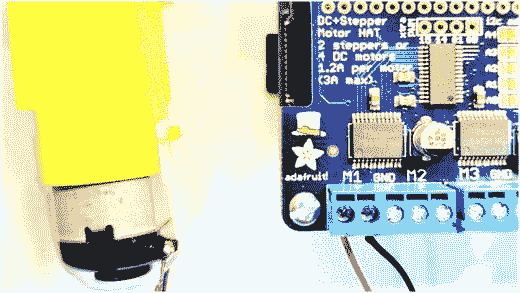 DC+Stepper
Motor HAT
2 steppers or
4 DC motors
1.2A per motor
(3A max)
i2c
adafruit!
M1 GND M2 M3 GND